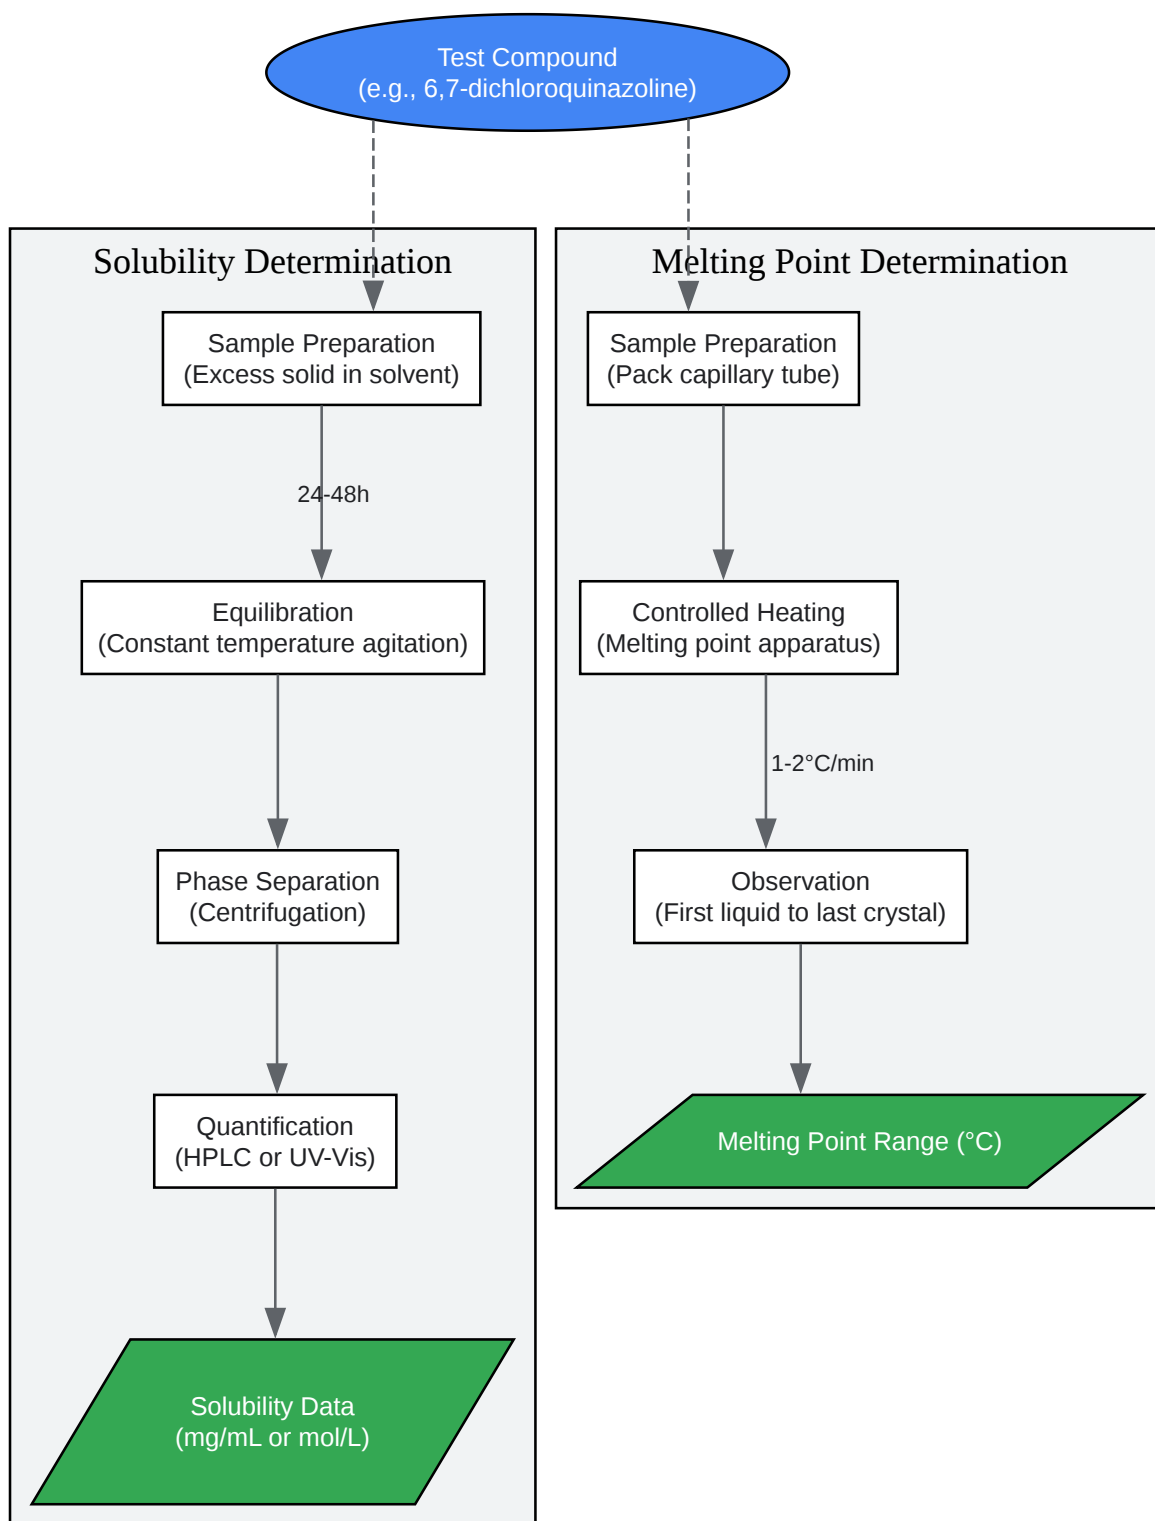 Test Compound
(e.g., 6,7-dichloroquinazoline)
Solubility Determination
Sample Preparation
(Excess solid in solvent)
24-48h
Equilibration
(Constant temperature agitation)
Phase Separation
(Centrifugation)
Quantification
(HPLC or UV-Vis)
Solubility Data
(mg/mL or mol/L)
Melting Point Determination
Sample Preparation
(Pack capillary tube)
Controlled Heating
(Melting point apparatus)
1-2°C/min
Observation
(First liquid to last crystal)
Melting Point Range (°C)